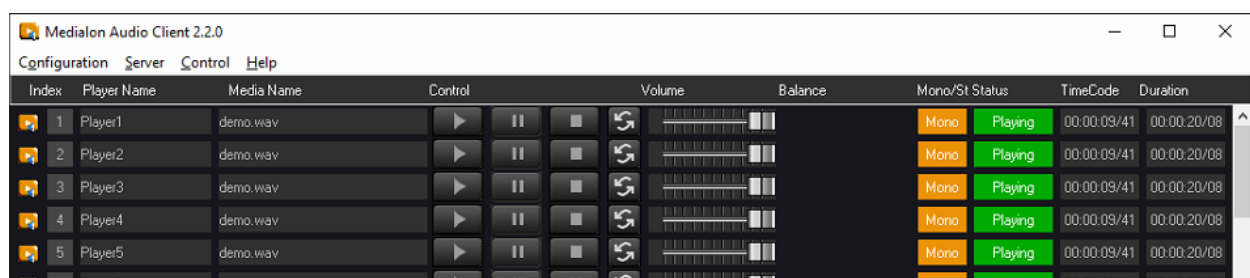 Medialon Audio Client 2.2.0
Configuration Server Control Help
Index Player Name Media Name Control Volume Balance Mono/St Status TimeCode Duration
1 Player1 demo.wav Mono Playing 00:00:09/41 00:00:20/08
2 Player2 demo.wav Mono Playing 00:00:09/41 00:00:20/08
3 Player3 demo.wav Mono Playing 00:00:09/41 00:00:20/08
4 Player4 demo.wav Mono Playing 00:00:09/41 00:00:20/08
5 Player5 demo.wav Mono Playing 00:00:09/41 00:00:20/08